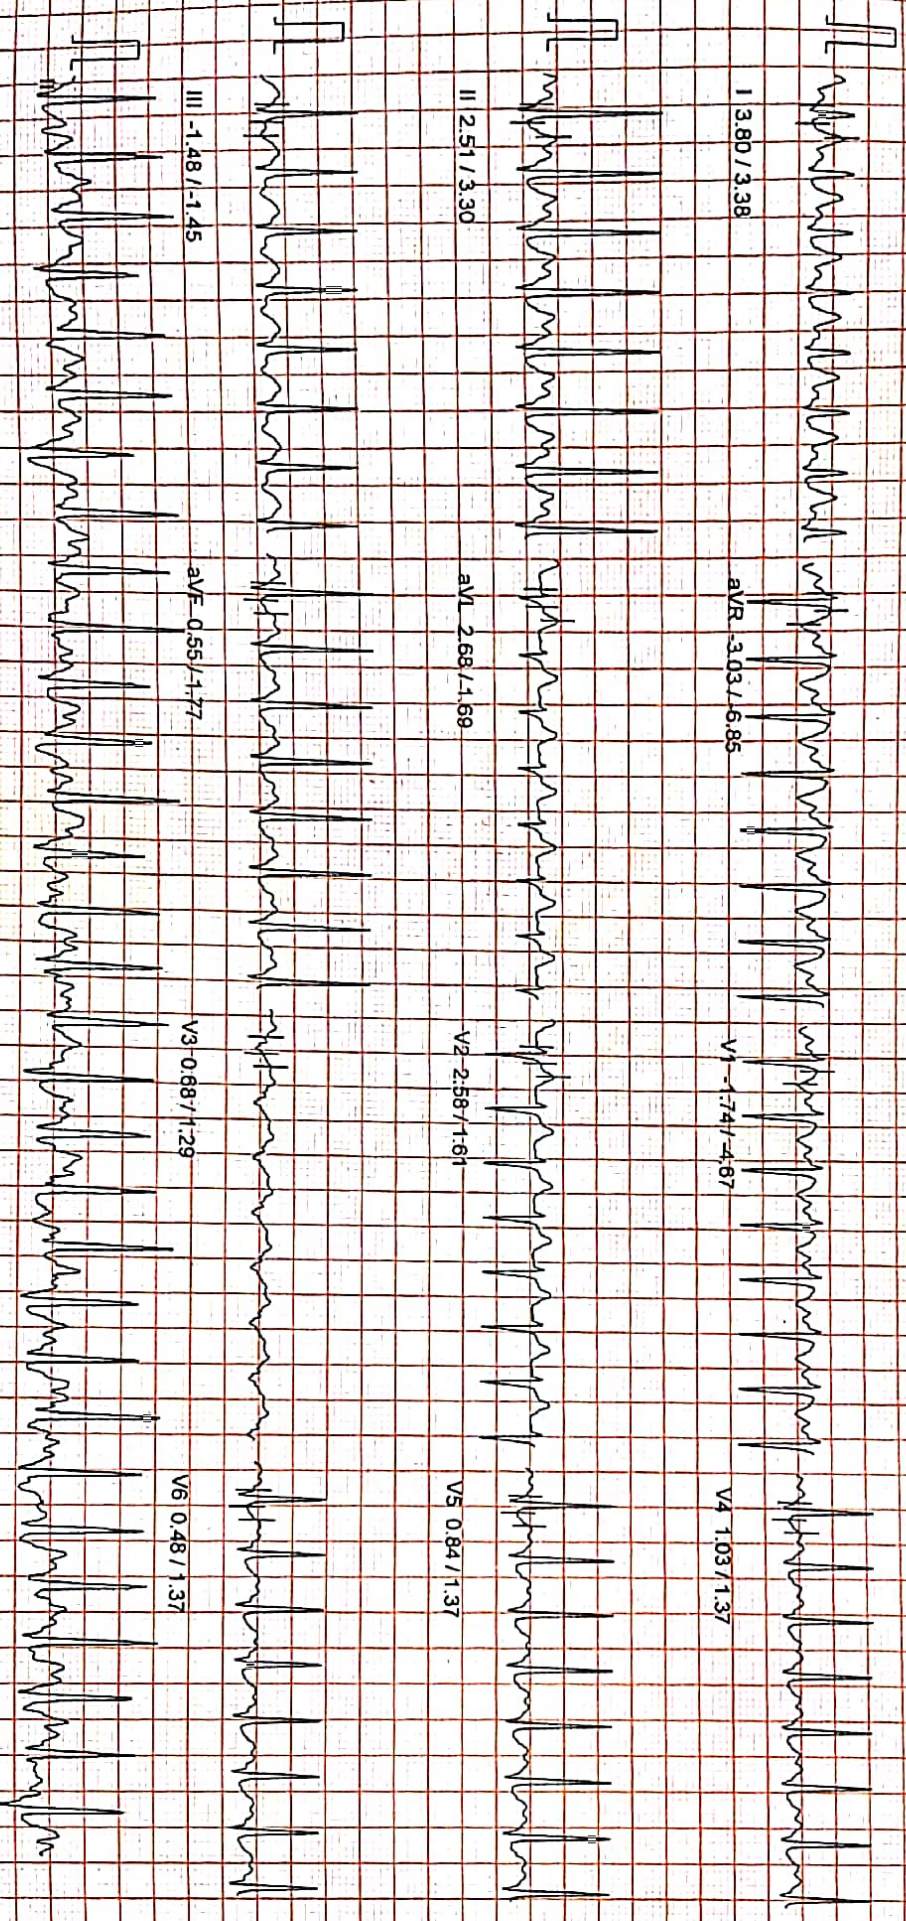 I 3.80 / 3.38
aVR -3.03 / -6.85
V1 -1.74 / -4.67
V4 1.03 / 1.37
II 2.51 / 3.30
aVL 2.68 / 1.69
V2 2.58 / 1.61
V5 0.84 / 1.37
III -1.48 / -1.45
aVF 0.55 / -1.77
V3 0.68 / 1.29
V6 0.48 / 1.37